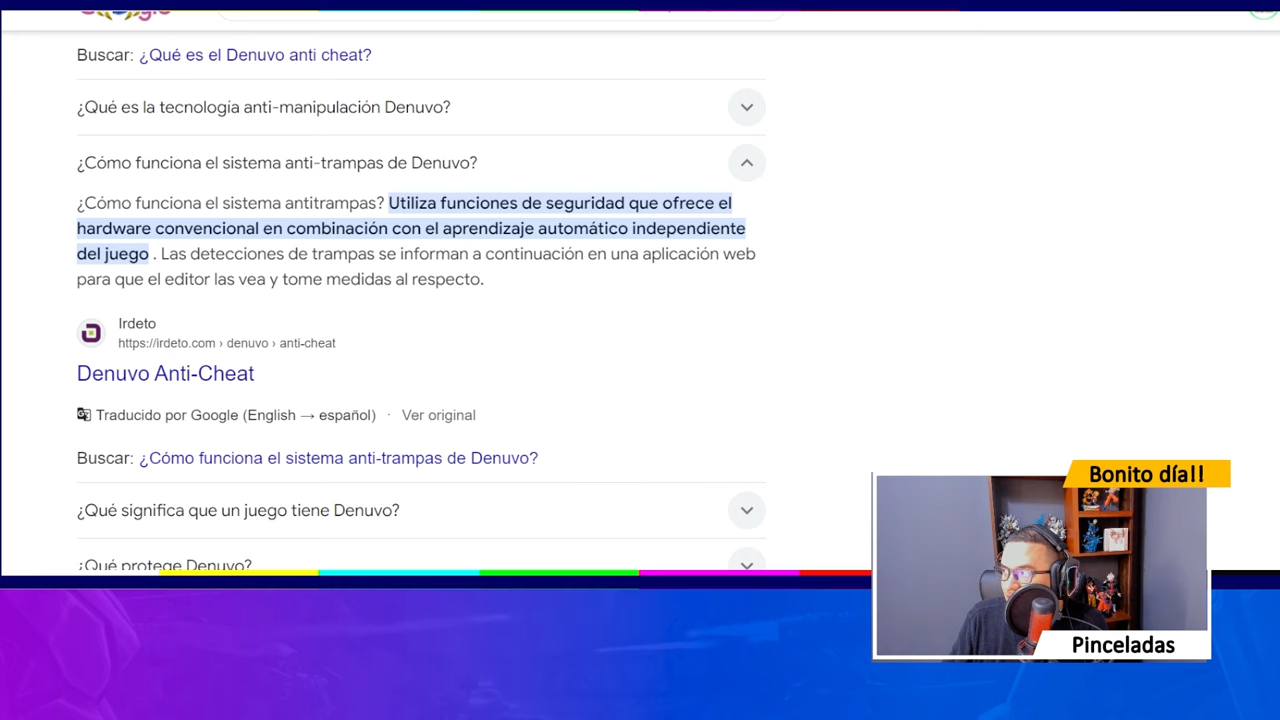 Buscar: ¿Qué es el Denuvo anti cheat?
¿Qué es la tecnología anti-manipulación Denuvo?
¿Cómo funciona el sistema anti-trampas de Denuvo?
¿Cómo funciona el sistema antitrampas? Utiliza funciones de seguridad que ofrece el
hardware convencional en combinación con el aprendizaje automático independiente
del juego . Las detecciones de trampas se informan a continuación en una aplicación web
para que el editor las vea y tome medidas al respecto.
Irdeto
https://irdeto.com › denuvo › anti-cheat
Denuvo Anti-Cheat
Traducido por Google (English → español) · Ver original
Buscar: ¿Cómo funciona el sistema anti-trampas de Denuvo?
¿Qué significa que un juego tiene Denuvo?
¿Qué protege Denuvo?
Bonito día!!
Pinceladas